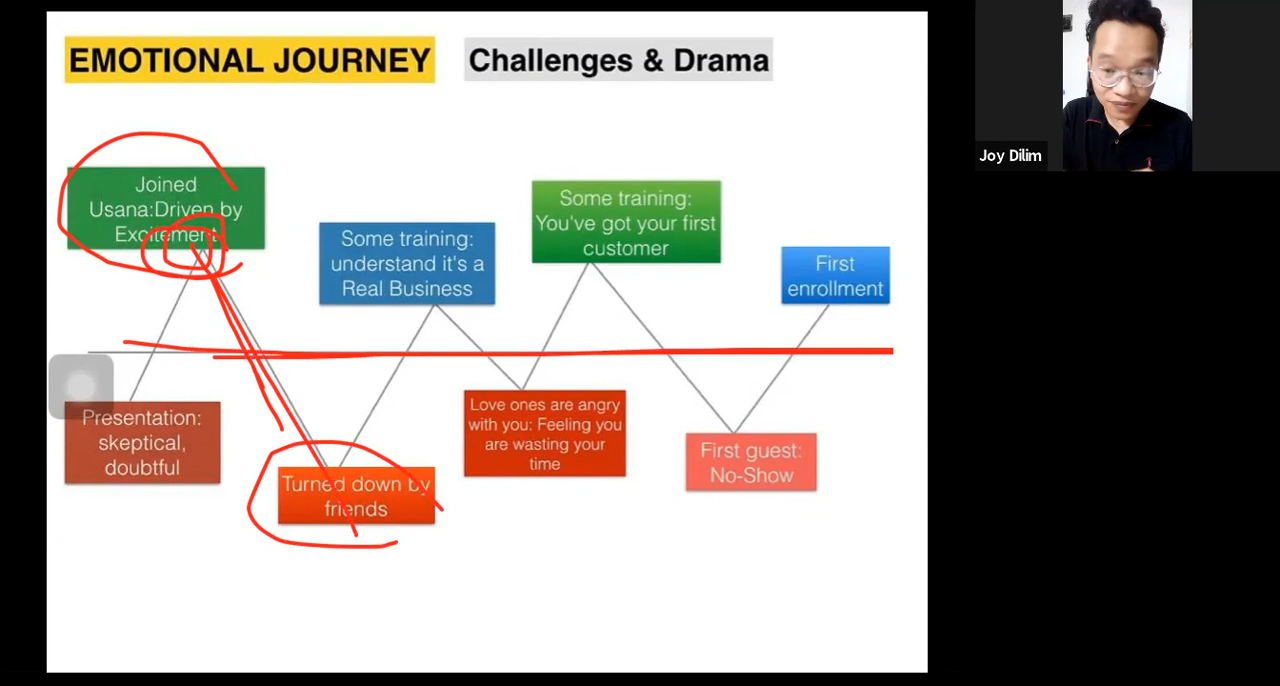 EMOTIONAL JOURNEY
Challenges & Drama
Joy Dilim
Joined
Usana:Driven by
Excitement
Some training:
understand it's a
Real Business
Some training:
You've got your first
customer
First
enrollment
Presentation:
skeptical,
doubtful
Turned down by
friends
Love ones are angry
with you: Feeling you
are wasting your
time
First guest:
No-Show